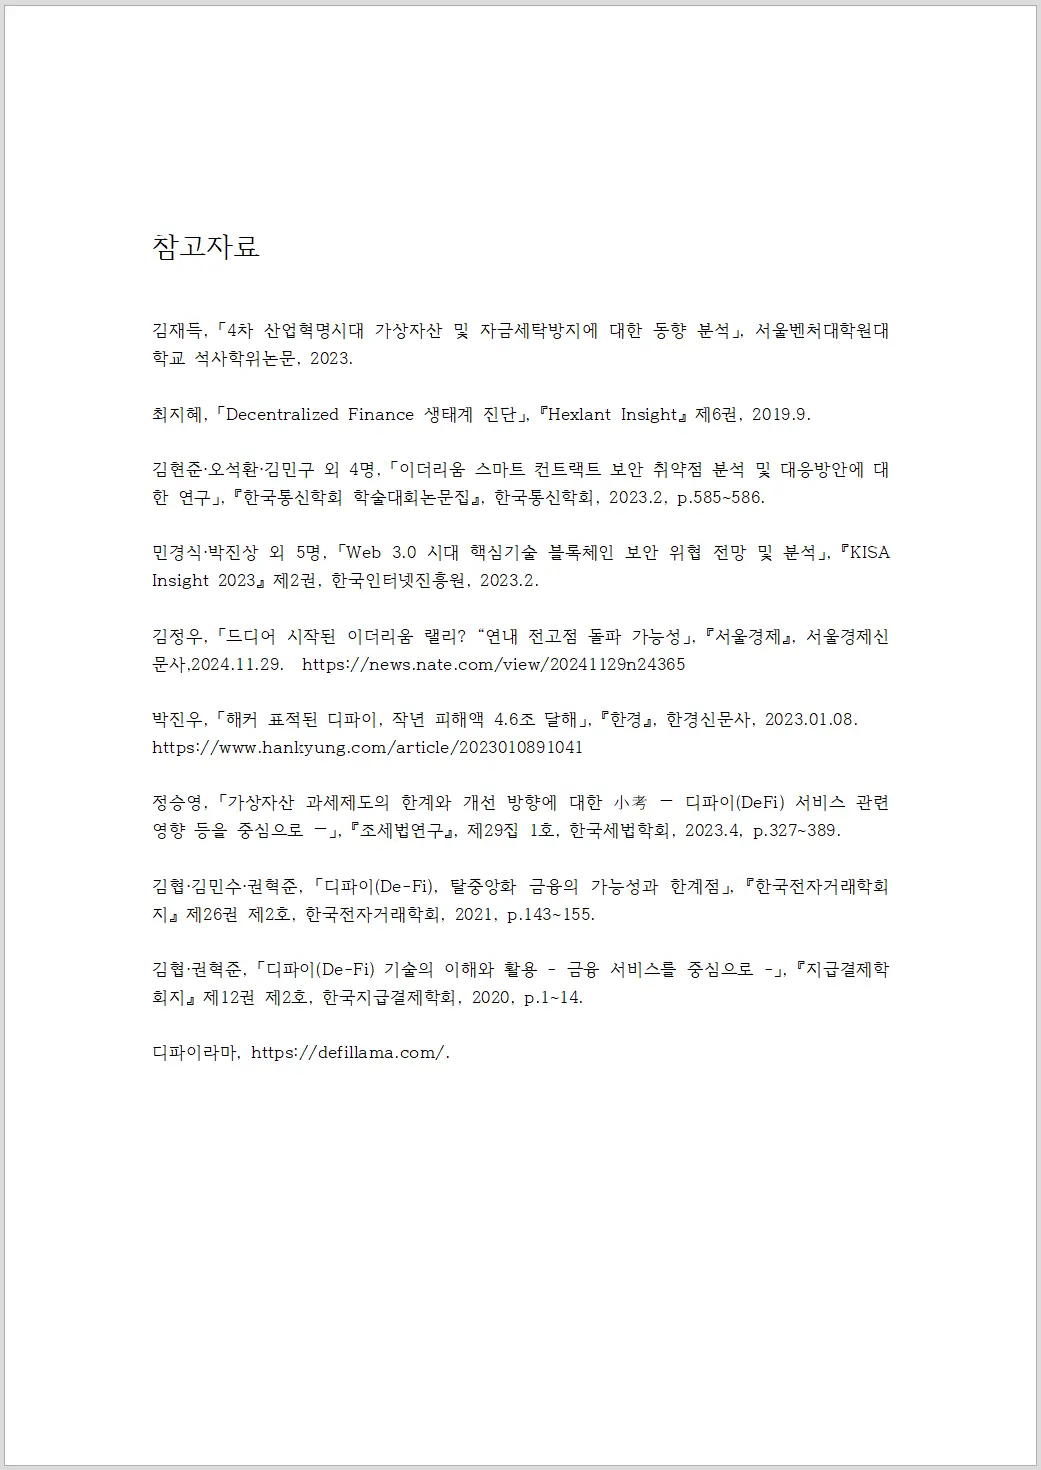 참고자료
김재득, 「4차 산업혁명시대 가상자산 및 자금세탁방지에 대한 동향 분석」, 서울벤처대학원대
학교 석사학위논문, 2023.
최지혜, 「Decentralized Finance 생태계 진단」, 『Hexlant Insight』 제6권, 2019.9.
김현준·오석환·김민구 외 4명, 「이더리움 스마트 컨트랙트 보안 취약점 분석 및 대응방안에 대
한 연구」, 『한국통신학회 학술대회논문집』, 한국통신학회, 2023.2, p.585~586.
민경식·박진상 외 5명, 「Web 3.0 시대 핵심기술 블록체인 보안 위협 전망 및 분석」, 『KISA
Insight 2023』 제2권, 한국인터넷진흥원, 2023.2.
김정우, 「드디어 시작된 이더리움 랠리? “연내 전고점 돌파 가능성」, 『서울경제』, 서울경제신
문사,2024.11.29. https://news.nate.com/view/20241129n24365
박진우, 「해커 표적된 디파이, 작년 피해액 4.6조 달해」, 『한경』, 한경신문사, 2023.01.08.
https://www.hankyung.com/article/2023010891041
정승영, 「가상자산 과세제도의 한계와 개선 방향에 대한 小考 ― 디파이(DeFi) 서비스 관련
영향 등을 중심으로 ―」, 『조세법연구』, 제29집 1호, 한국세법학회, 2023.4, p.327~389.
김협·김민수·권혁준, 「디파이(De-Fi), 탈중앙화 금융의 가능성과 한계점」, 『한국전자거래학회
지』 제26권 제2호, 한국전자거래학회, 2021, p.143~155.
김협·권혁준, 「디파이(De-Fi) 기술의 이해와 활용 - 금융 서비스를 중심으로 -」, 『지급결제학
회지』 제12권 제2호, 한국지급결제학회, 2020, p.1~14.
디파이라마, https://defillama.com/.